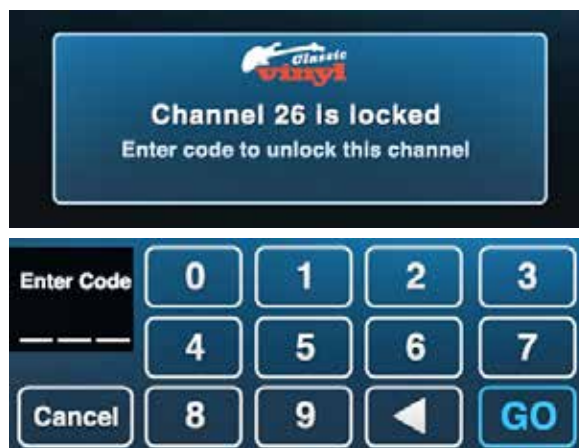 Classic
vinyl
Channel 26 is locked
Enter code to unlock this channel
Enter Code
0 1 2 3
4 5 6 7
Cancel 8 9 GO